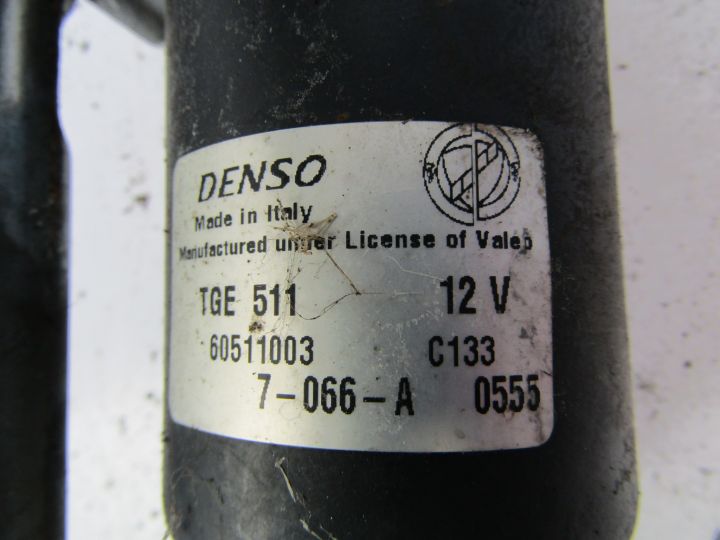 DENSO
Made in Italy
Manufactured under License of Valeo
TGE 511 12 V
60511003 C133
7-066-A 0555